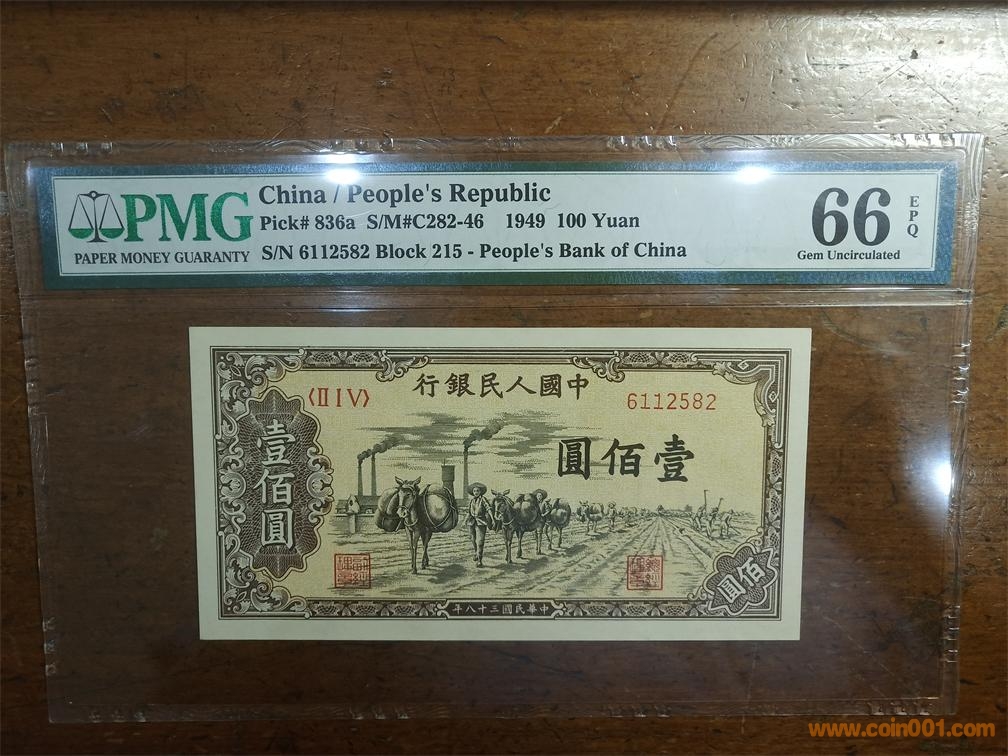 PMG
PAPER MONEY GUARANTY
China / People's Republic
Pick# 836a S/M#C282-46 1949 100 Yuan
S/N 6112582 Block 215 - People's Bank of China
66 EPQ
Gem Uncirculated
行銀民人國中
〈II I V〉
6112582
圓佰壹
壹佰圓
佰圓
年八十三國民華中
www.coin001.com